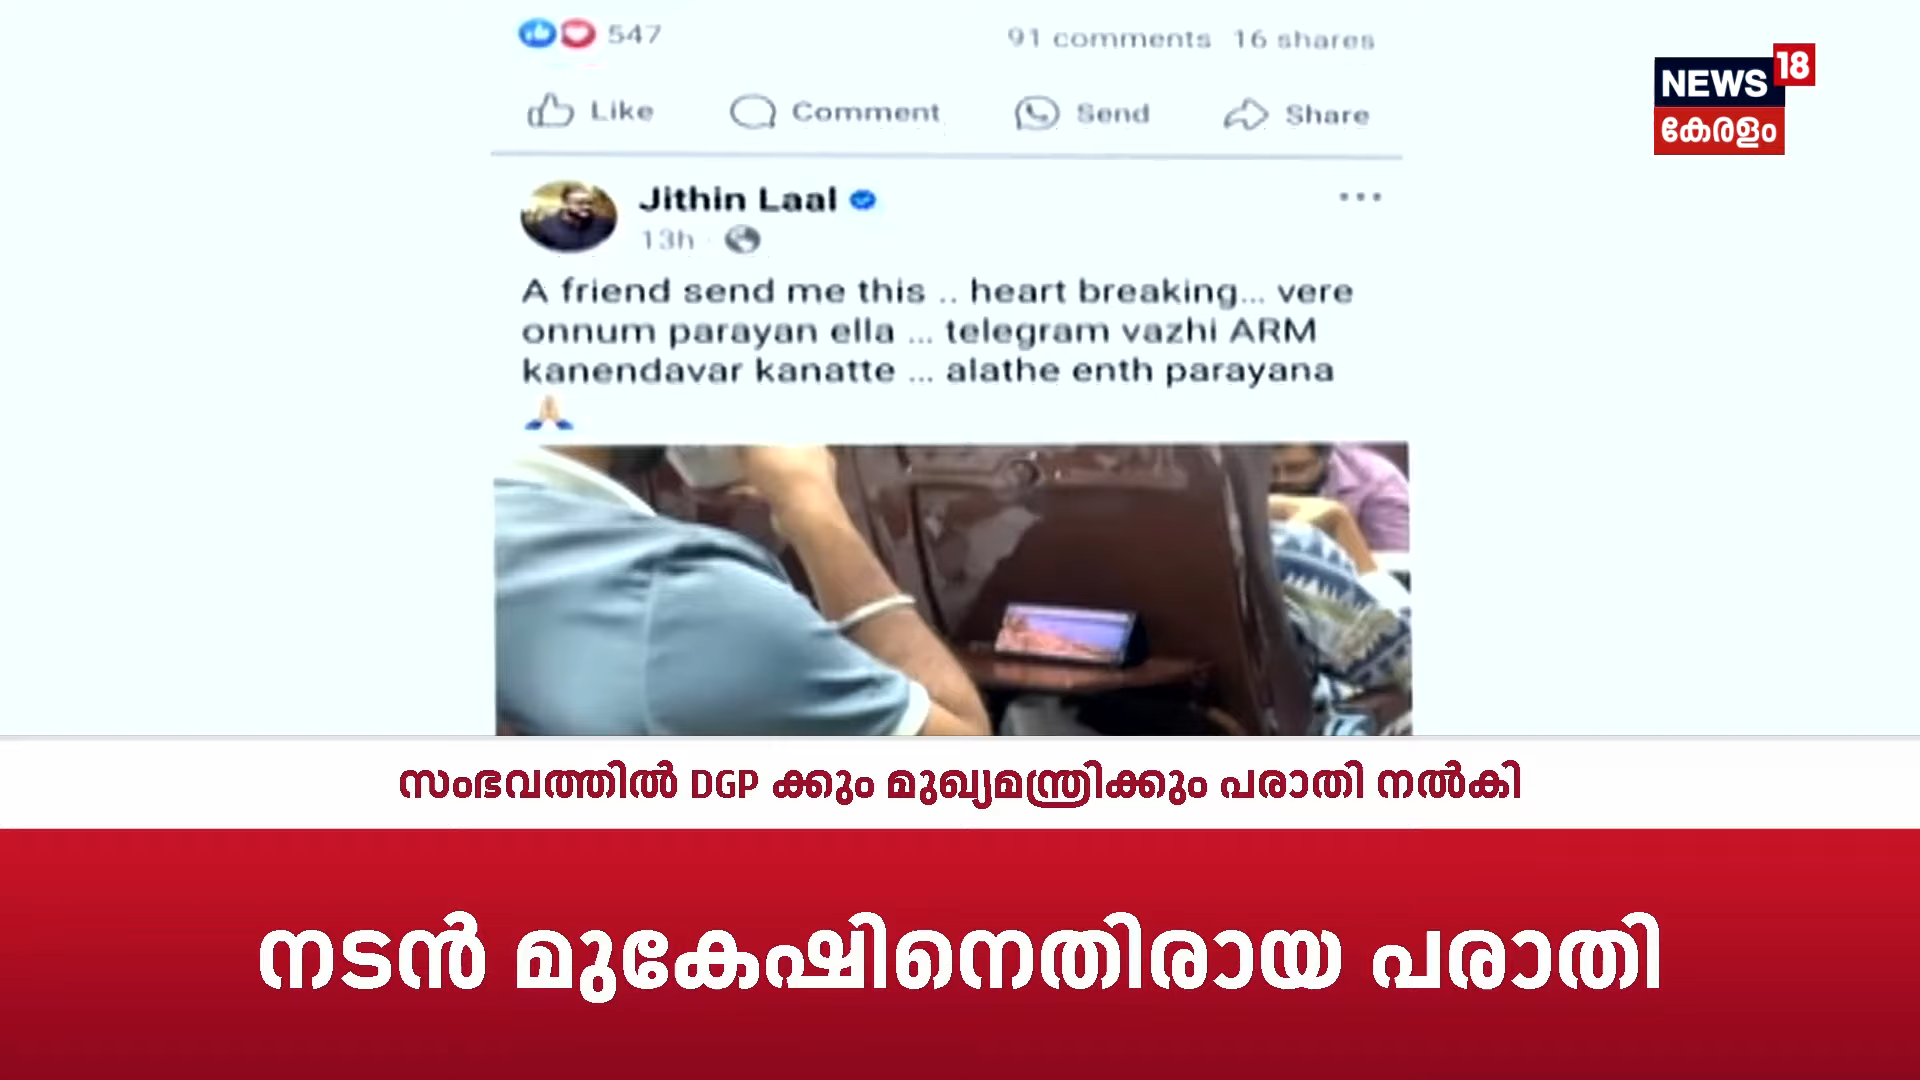 547
91 comments 16 shares
Like Comment Send Share
NEWS 18
കേരളം
Jithin Laal
13h
A friend send me this .. heart breaking... vere
onnum parayan ella ... telegram vazhi ARM
kanendavar kanatte ... alathe enth parayana
സംഭവത്തിൽ DGP ക്കും മുഖ്യമന്ത്രിക്കും പരാതി നൽകി
നടൻ മുകേഷിനെതിരായ പരാതി